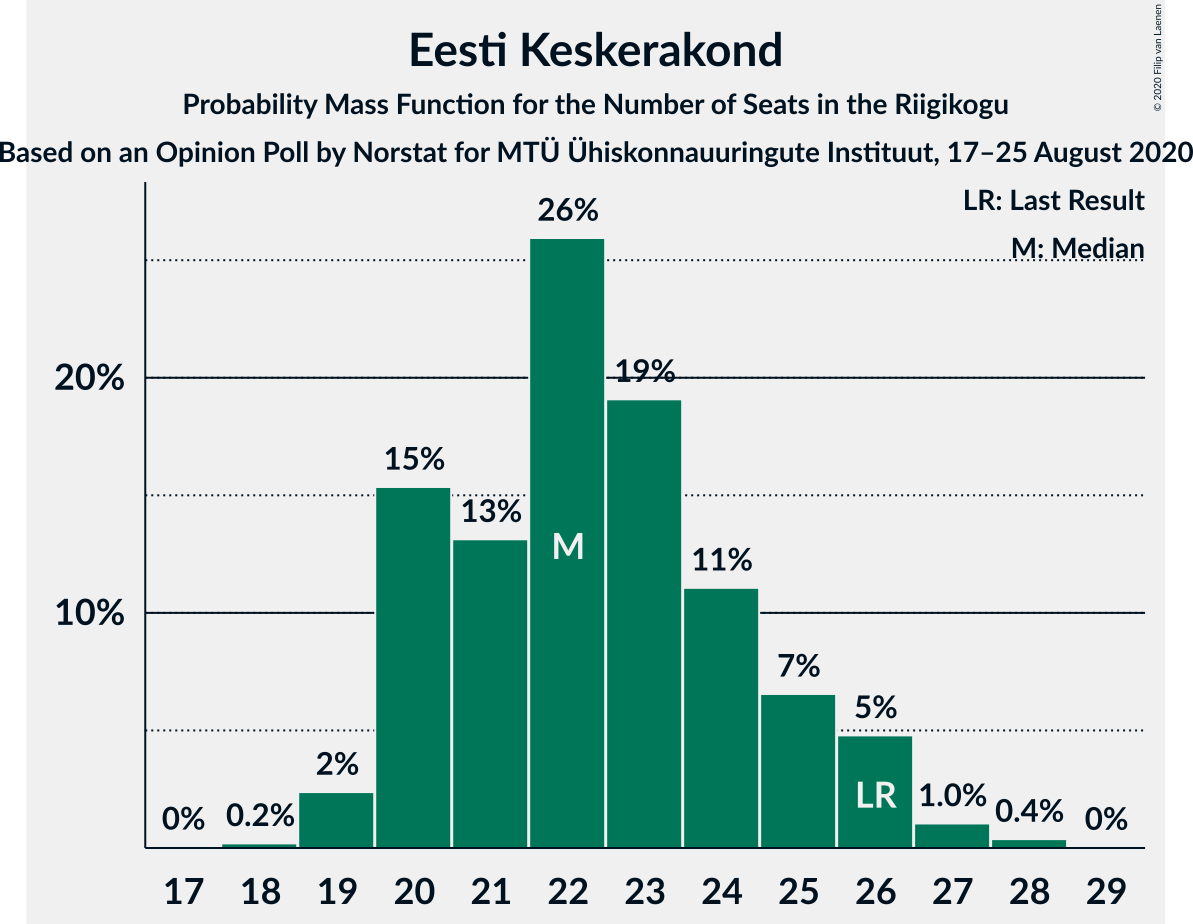 Eesti Keskerakond
Probability Mass Function for the Number of Seats in the Riigikogu
Based on an Opinion Poll by Norstat for MTÜ Ühiskonnauuringute Instituut, 17–25 August 2020
© 2020 Filip van Laenen
LR: Last Result
M: Median
26%
20%
19%
15%
13%
M
11%
10%
7%
5%
2%
LR
1.0%
0.4%
0.2%
0%
0%
17 18 19 20 21 22 23 24 25 26 27 28 29